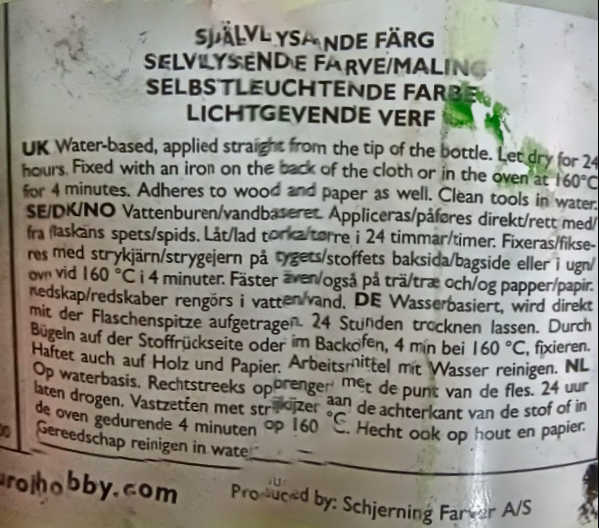 SJÄLVLYSANDE FÄRG
SELVLYSENDE FARVE/MALING
SELBSTLEUCHTENDE FARBE
LICHTGEVENDE VERF
UK Water-based, applied straight from the tip of the bottle. Let dry for 24
hours. Fixed with an iron on the back of the cloth or in the oven at 160°C
for 4 minutes. Adheres to wood and paper as well. Clean tools in water.
SE/DK/NO Vattenburen/vandbaseret. Appliceras/påføres direkt/rett med/
fra flaskans spets/spids. Låt/lad torka/tørre i 24 timmar/timer. Fixeras/fikse-
res med strykjärn/strygejern på tygets/stoffets baksida/bagside eller i ugn/
ovn vid 160 °C i 4 minuter. Fäster även/også på trä/træ och/og papper/papir.
Redskap/redskaber rengörs i vatten/vand. DE Wasserbasiert, wird direkt
mit der Flaschenspitze aufgetragen. 24 Stunden trocknen lassen. Durch
Bügeln auf der Stoffrückseite oder im Backofen, 4 min bei 160 °C, fixieren.
Haftet auch auf Holz und Papier. Arbeitsmittel mit Wasser reinigen. NL
Op waterbasis. Rechtstreeks opbrengen met de punt van de fles. 24 uur
laten drogen. Vastzetten met strijkijzer aan de achterkant van de stof of in
de oven gedurende 4 minuten op 160 °C. Hecht ook op hout en papier.
Gereedschap reinigen in water
urohobby.com
Produced by: Schjerning Farver A/S